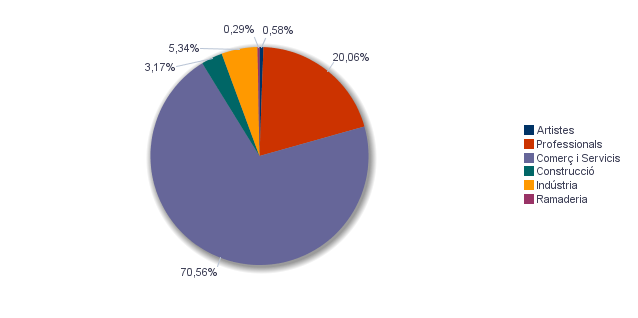 0,29%
0,58%
5,34%
20,06%
3,17%
70,56%
Artistes
Professionals
Comerç i Servicis
Construcció
Indústria
Ramaderia